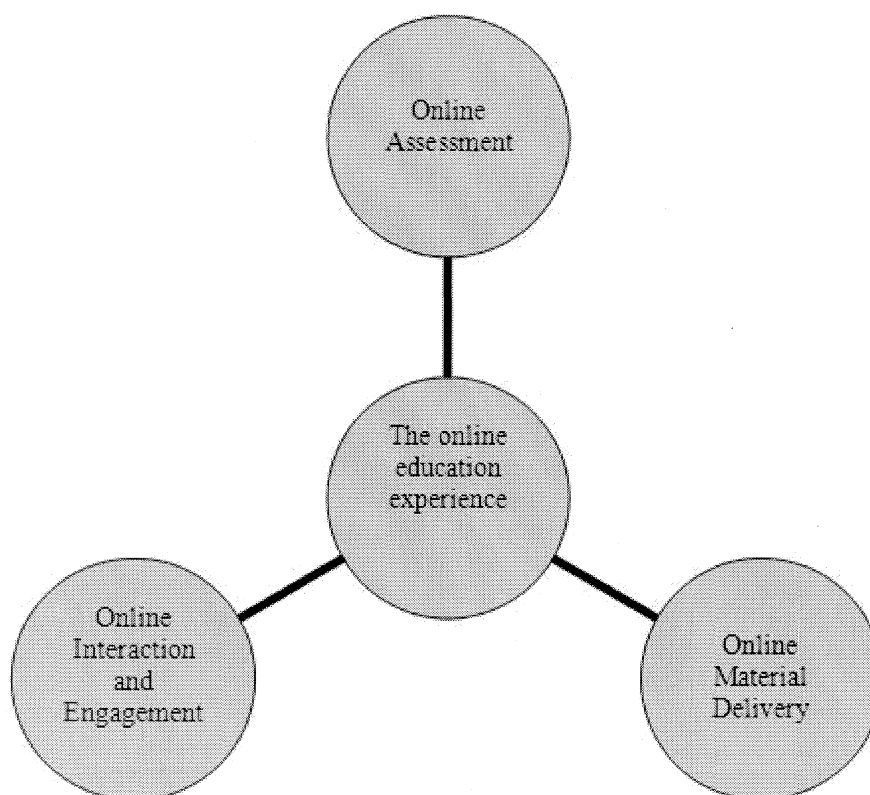 Online
Assessment
The online
education
experience
Online
Interaction
and
Engagement
Online
Material
Delivery